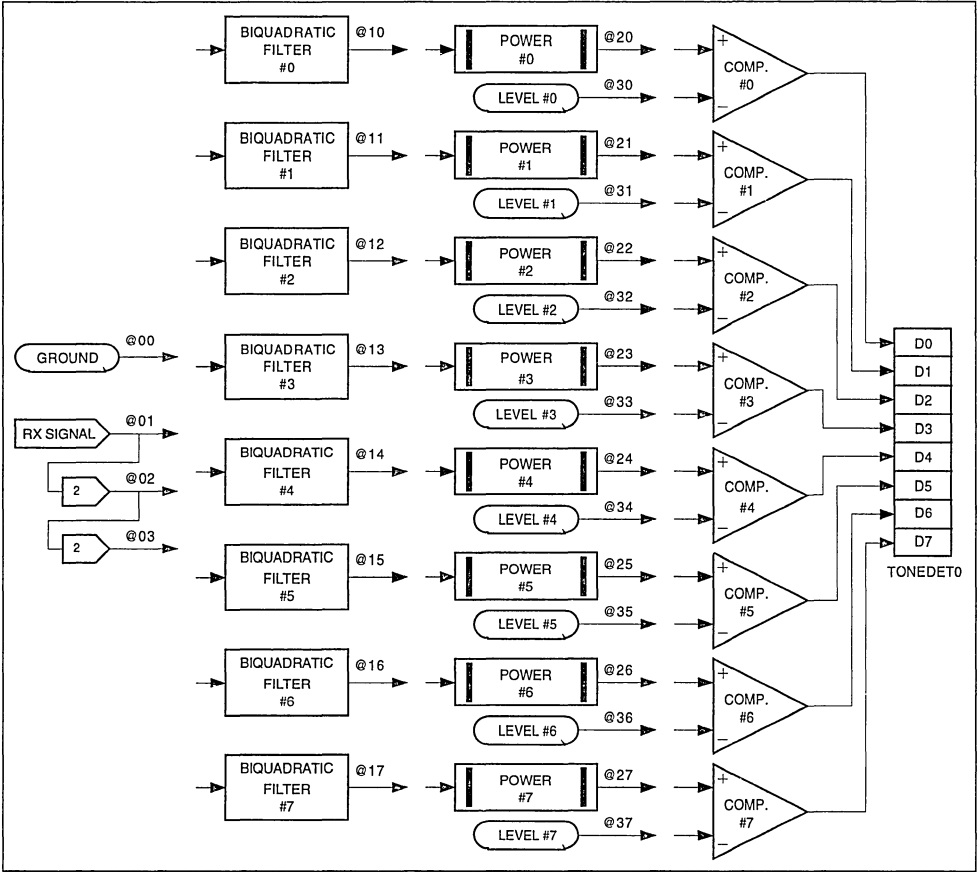 GROUND
@00
RX SIGNAL
@01
2
@02
2
@03
BIQUADRATIC
FILTER
#0
@10
POWER
#0
@20
LEVEL #0
@30
+
−
COMP.
#0
BIQUADRATIC
FILTER
#1
@11
POWER
#1
@21
LEVEL #1
@31
+
−
COMP.
#1
BIQUADRATIC
FILTER
#2
@12
POWER
#2
@22
LEVEL #2
@32
+
−
COMP.
#2
BIQUADRATIC
FILTER
#3
@13
POWER
#3
@23
LEVEL #3
@33
+
−
COMP.
#3
BIQUADRATIC
FILTER
#4
@14
POWER
#4
@24
LEVEL #4
@34
+
−
COMP.
#4
BIQUADRATIC
FILTER
#5
@15
POWER
#5
@25
LEVEL #5
@35
+
−
COMP.
#5
BIQUADRATIC
FILTER
#6
@16
POWER
#6
@26
LEVEL #6
@36
+
−
COMP.
#6
BIQUADRATIC
FILTER
#7
@17
POWER
#7
@27
LEVEL #7
@37
+
−
COMP.
#7
D0
D1
D2
D3
D4
D5
D6
D7
TONEDET0